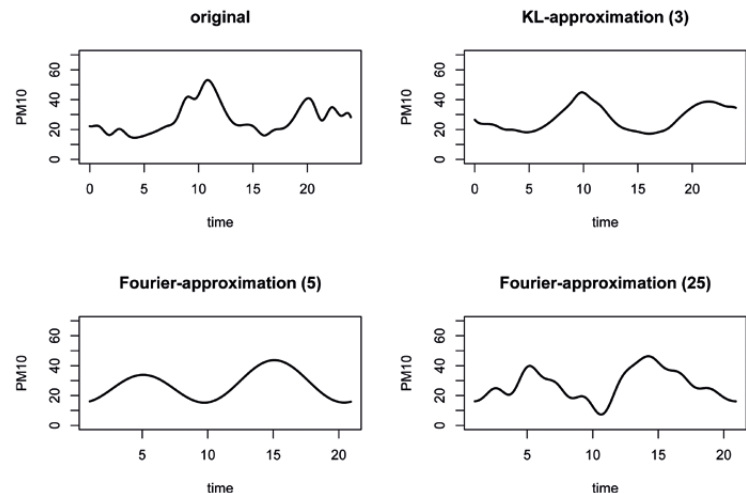 original
KL-approximation (3)
PM10
0 20 40 60
0 5 10 15 20
time
PM10
0 20 40 60
0 5 10 15 20
time
Fourier-approximation (5)
Fourier-approximation (25)
PM10
0 20 40 60
5 10 15 20
time
PM10
0 20 40 60
5 10 15 20
time